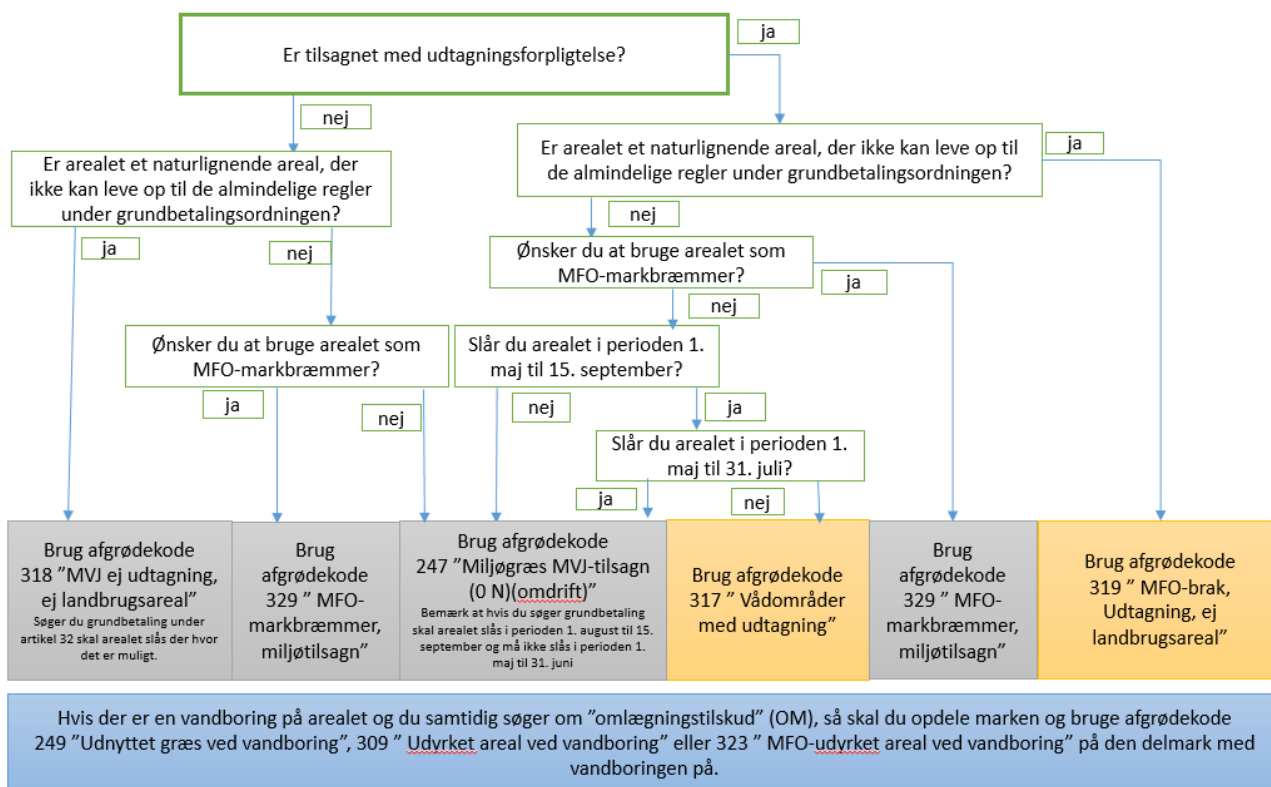 Er tilsagnet med udtagningsforpligtelse?
ja
nej
Er arealet et naturlignende areal, der
ikke kan leve op til de almindelige regler
under grundbetalingsordningen?
Er arealet et naturlignende areal, der ikke kan leve op til
de almindelige regler under grundbetalingsordningen?
ja
nej
ja
nej
Ønsker du at bruge arealet som
MFO-markbræmmer?
ja
nej
Ønsker du at bruge arealet som
MFO-markbræmmer?
Slår du arealet i perioden 1.
maj til 15. september?
ja
nej
nej
ja
Slår du arealet i perioden 1.
maj til 31. juli?
ja
nej
Brug afgrødekode
318 ”MVJ ej udtagning,
ej landbrugsareal”
Søger du grundbetaling under
artikel 32 skal arealet slås der hvor
det er muligt.
Brug
afgrødekode
329 ” MFO-
markbræmmer,
miljøtilsagn”
Brug afgrødekode
247 ”Miljøgræs MVJ-tilsagn
(0 N)(omdrift)”
Bemærk at hvis du søger grundbetaling
skal arealet slås i perioden 1. august til 15.
september og må ikke slås i perioden 1.
maj til 31. juni
Brug afgrødekode
317 ” Vådområder
med udtagning”
Brug
afgrødekode
329 ” MFO-
markbræmmer,
miljøtilsagn”
Brug afgrødekode
319 ” MFO-brak,
Udtagning, ej
landbrugsareal”
Hvis der er en vandboring på arealet og du samtidig søger om ”omlægningstilskud” (OM), så skal du opdele marken og bruge afgrødekode
249 ”Udnyttet græs ved vandboring”, 309 ” Udyrket areal ved vandboring” eller 323 ” MFO-udyrket areal ved vandboring” på den delmark med
vandboringen på.